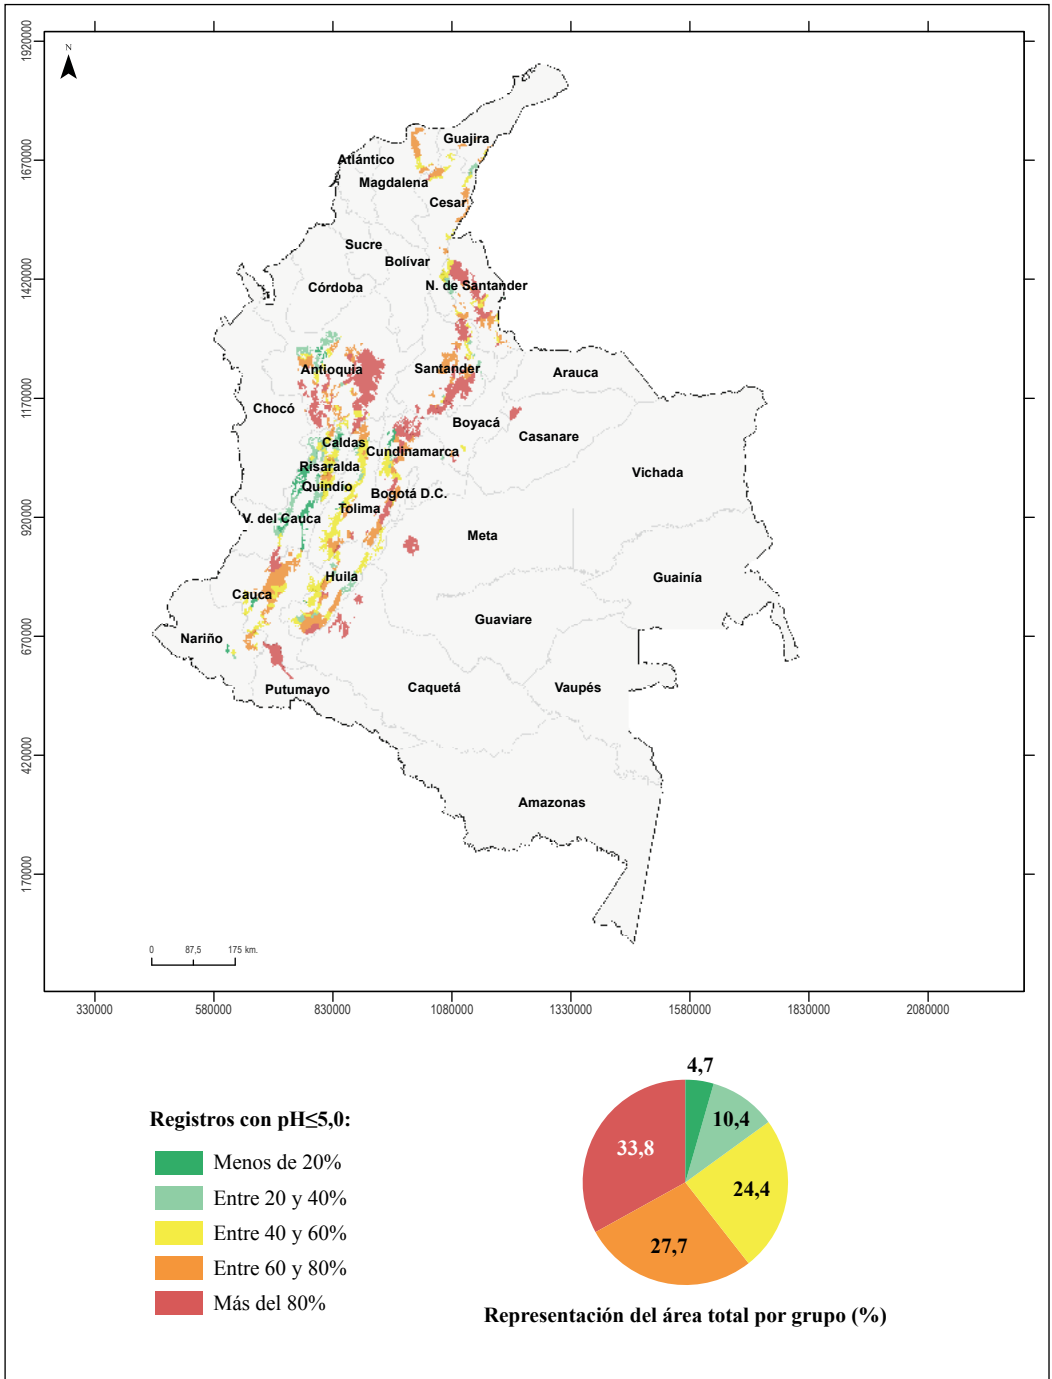 1920000
1670000
1420000
1170000
920000
670000
420000
170000
N
Guajira
Atlántico
Magdalena
Cesar
Sucre
Bolívar
Córdoba
N. de Santander
Antioquia
Santander
Arauca
Chocó
Boyacá
Casanare
Caldas
Cundinamarca
Risaralda
Vichada
Quindío
Bogotá D.C.
Tolima
V. del Cauca
Meta
Huila
Guainía
Cauca
Guaviare
Nariño
Putumayo
Caquetá
Vaupés
Amazonas
0 87,5 175 km.
330000 580000 830000 1080000 1330000 1580000 1830000 2080000
Registros con pH≤5,0:
Menos de 20%
Entre 20 y 40%
Entre 40 y 60%
Entre 60 y 80%
Más del 80%
4,7
10,4
33,8
24,4
27,7
Representación del área total por grupo (%)